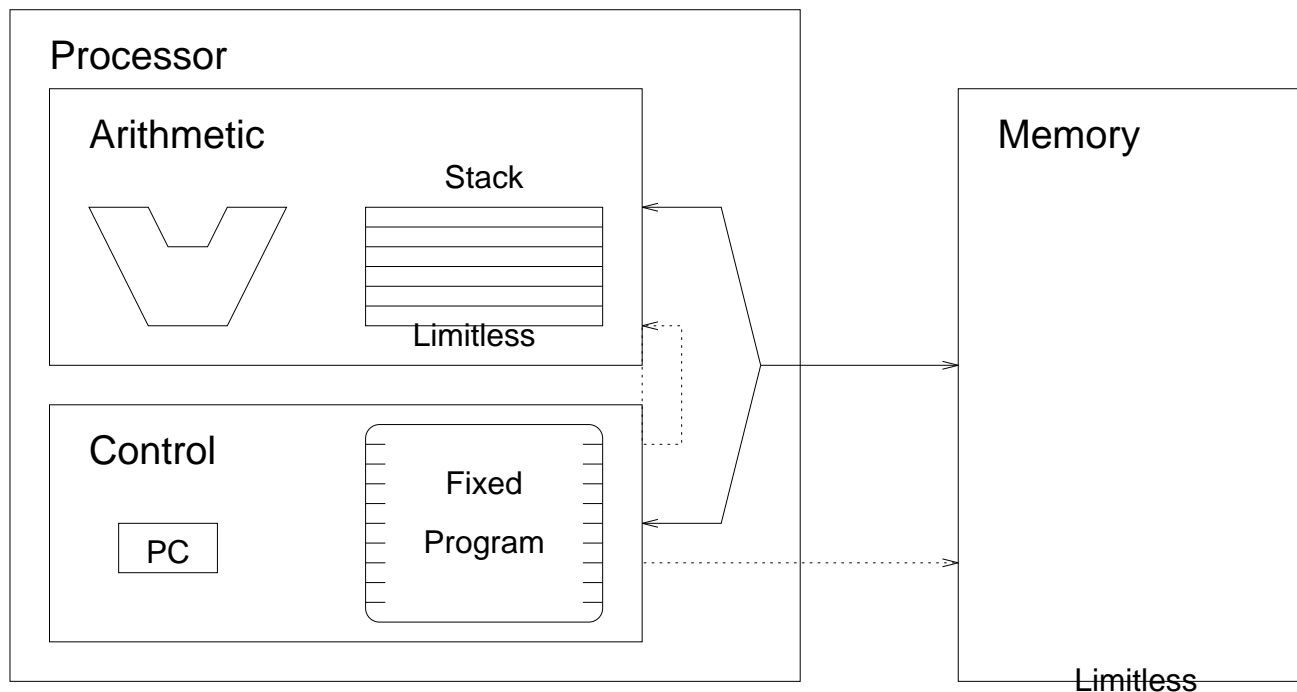 Processor
Arithmetic
Stack
Limitless
Control
Fixed
Program
PC
Memory
Limitless